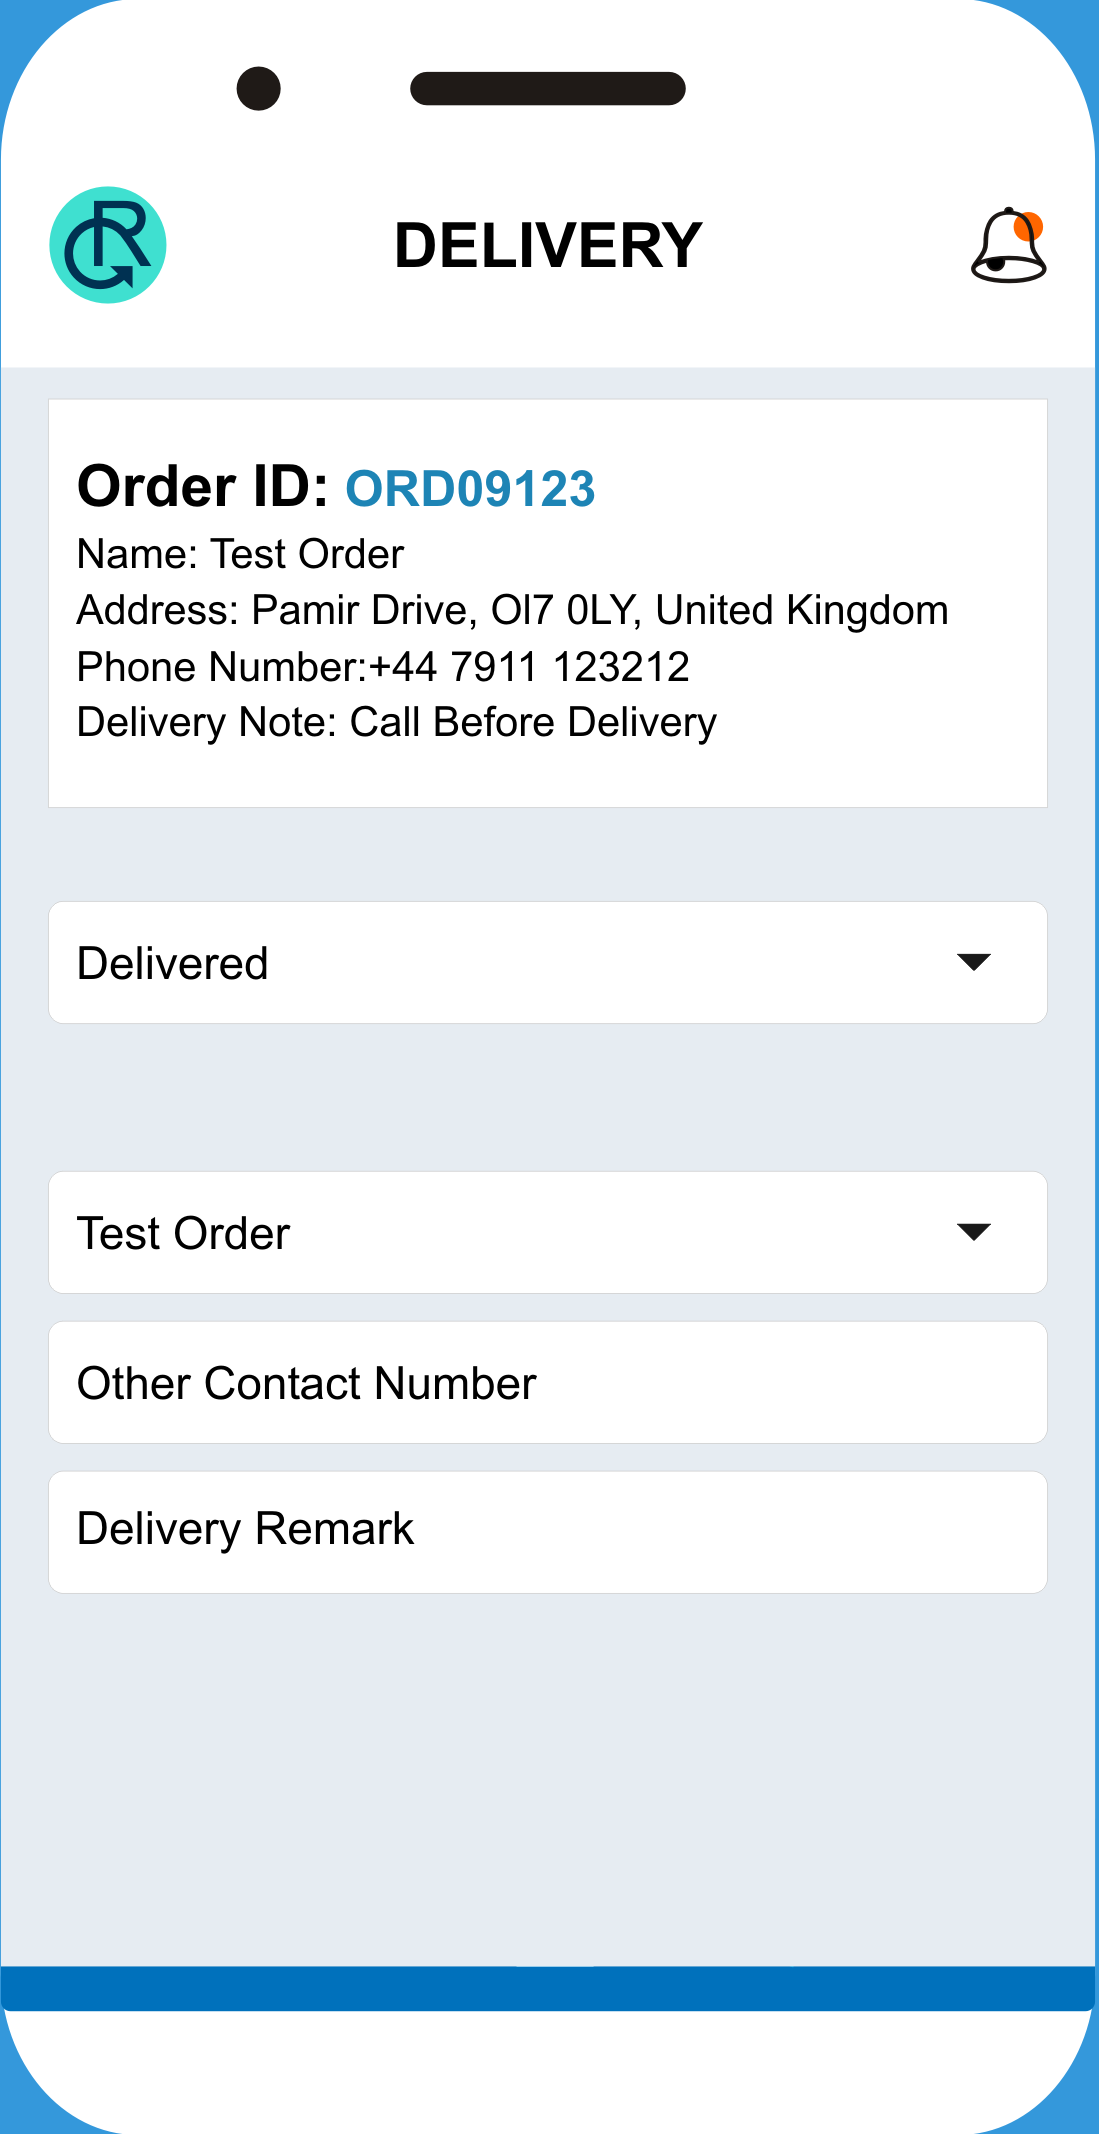 DELIVERY
Order ID: ORD09123
Name: Test Order
Address: Pamir Drive, Ol7 0LY, United Kingdom
Phone Number:+44 7911 123212
Delivery Note: Call Before Delivery
Delivered
Test Order
Other Contact Number
Delivery Remark